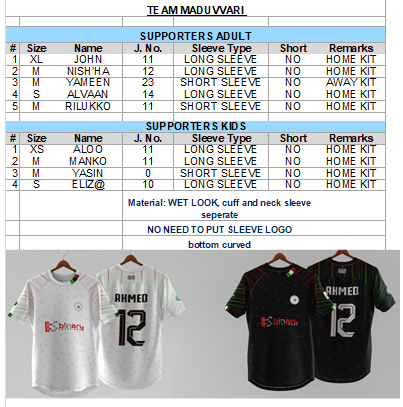 TEAM MADUVVARI
SUPPORTERS ADULT
# Size Name J. No. Sleeve Type Short Remarks
1 XL JOHN 11 LONG SLEEVE NO HOME KIT
2 M NISH'HA 12 LONG SLEEVE NO HOME KIT
3 M YAMEEN 23 SHORT SLEEVE NO AWAY KIT
4 S ALVAAN 14 LONG SLEEVE NO HOME KIT
5 M RILUKKO 11 SHORT SLEEVE NO HOME KIT
SUPPORTERS KIDS
# Size Name J. No. Sleeve Type Short Remarks
1 XS ALOO 11 LONG SLEEVE NO HOME KIT
2 M MANKO 11 LONG SLEEVE NO HOME KIT
3 M YASIN 0 SHORT SLEEVE NO HOME KIT
4 S ELIZ@ 10 LONG SLEEVE NO HOME KIT
Material: WET LOOK, cuff and neck sleeve
seperate
NO NEED TO PUT SLEEVE LOGO
bottom curved
AHMED
12
binary
AHMED
12
binary